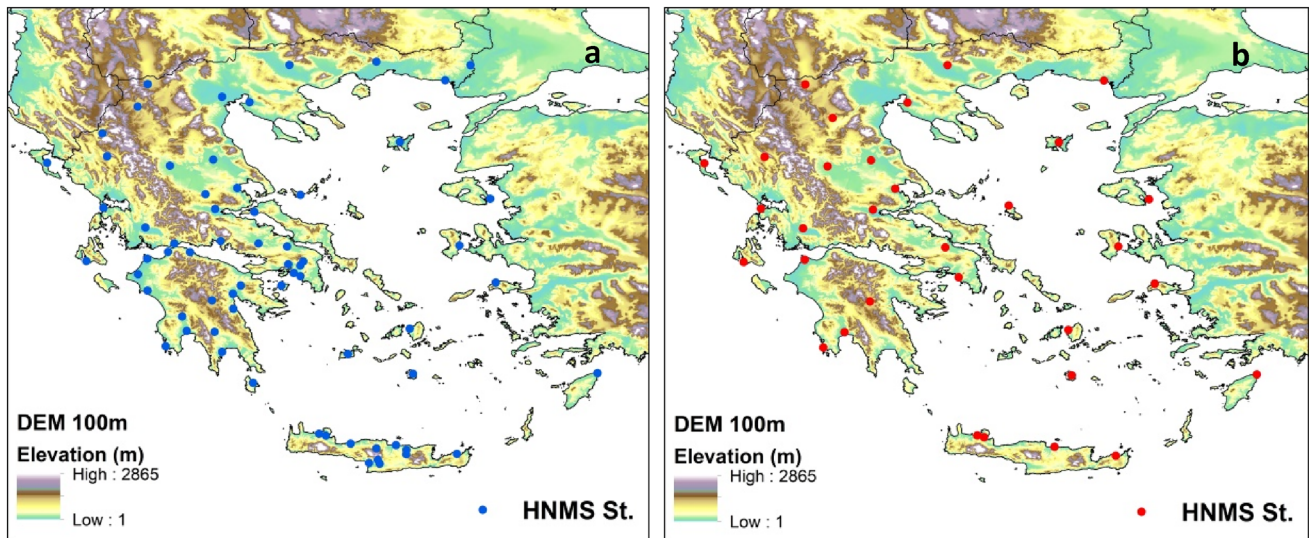 a
DEM 100m
Elevation (m)
High : 2865
Low : 1
HNMS St.
b
DEM 100m
Elevation (m)
High : 2865
Low : 1
HNMS St.